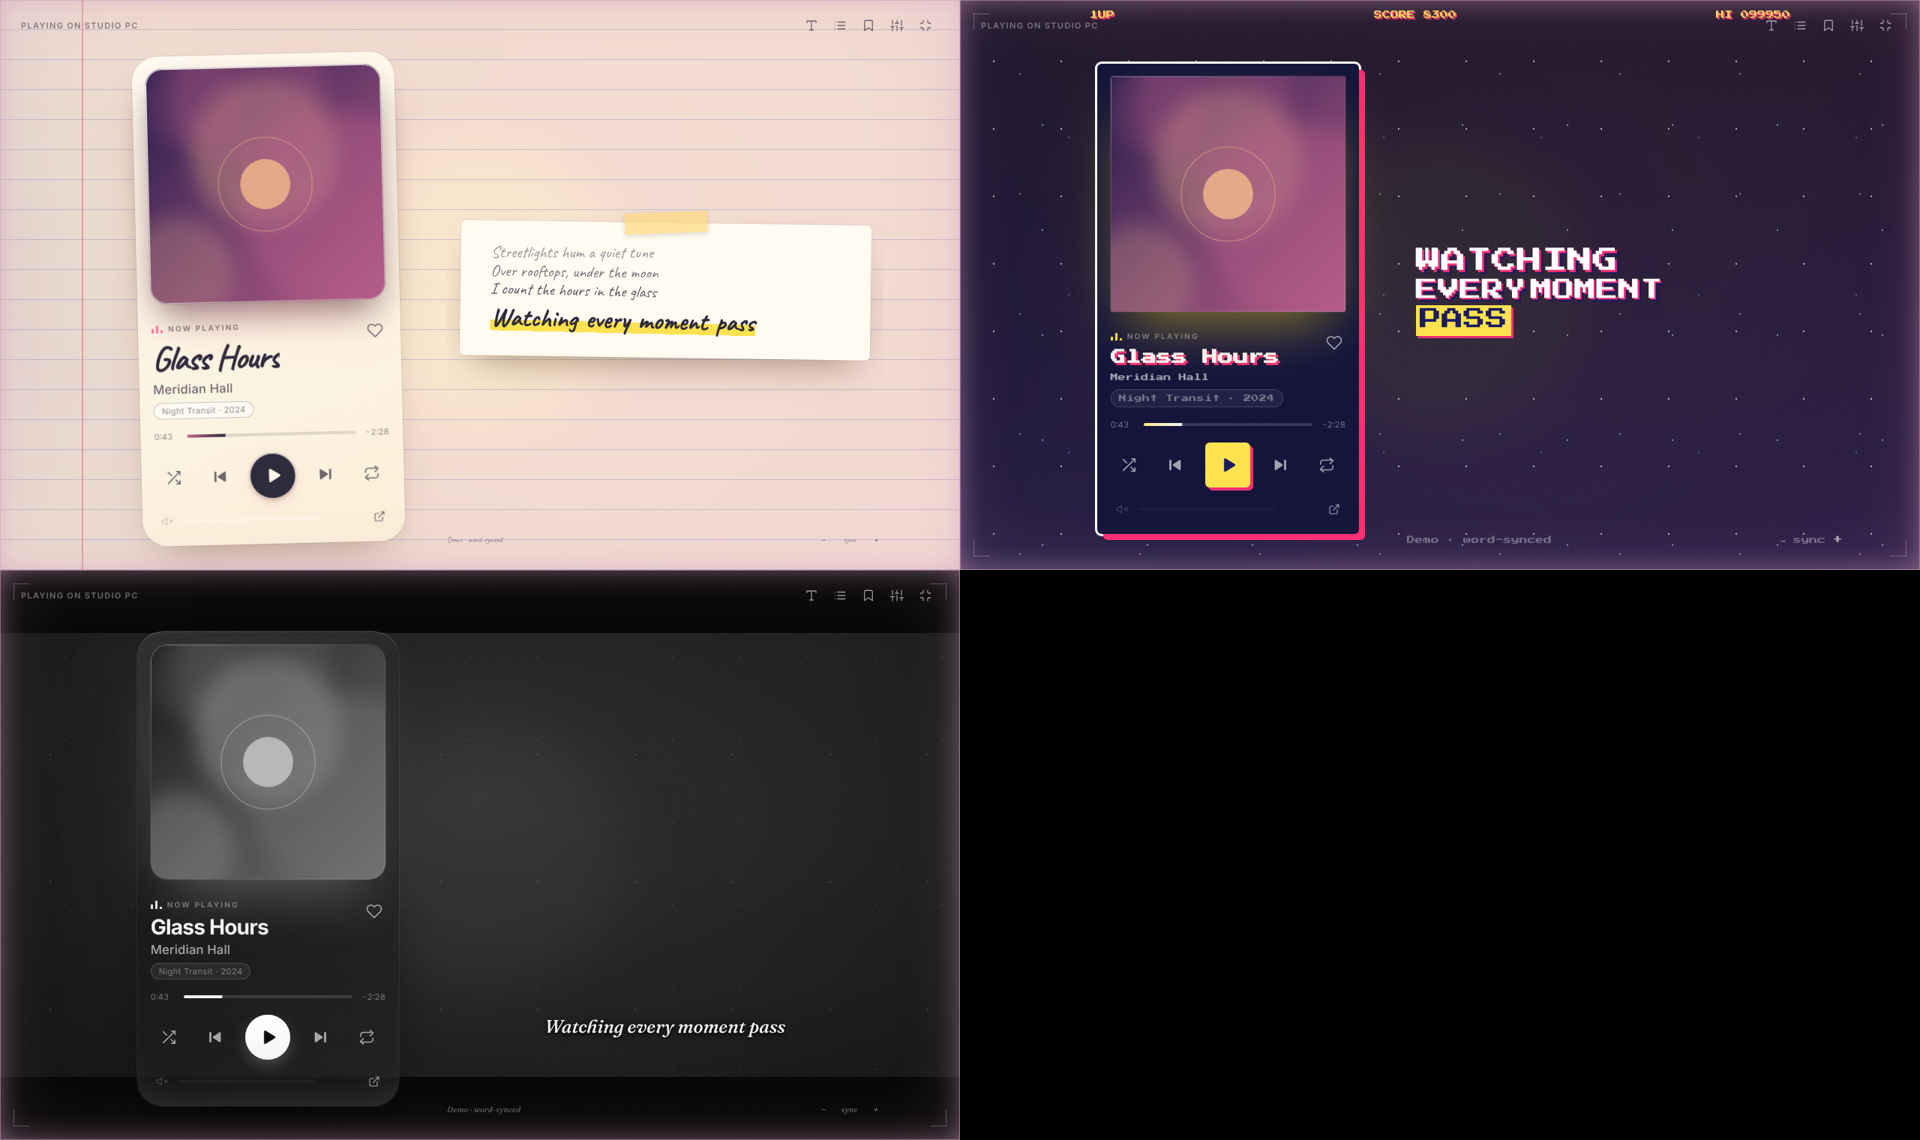 PLAYING ON STUDIO PC
NOW PLAYING
Glass Hours
Meridian Hall
Night Transit · 2024
0:43
-2:28
Streetlights hum a quiet tune
Over rooftops, under the moon
I count the hours in the glass
Watching every moment pass
Demo · word-synced
− sync +
1UP
SCORE 8300
HI 099950
PLAYING ON STUDIO PC
NOW PLAYING
Glass Hours
Meridian Hall
Night Transit · 2024
0:43
-2:28
WATCHING
EVERY MOMENT
PASS
Demo · word-synced
− sync +
PLAYING ON STUDIO PC
NOW PLAYING
Glass Hours
Meridian Hall
Night Transit · 2024
0:43
-2:28
Watching every moment pass
Demo · word-synced
− sync +